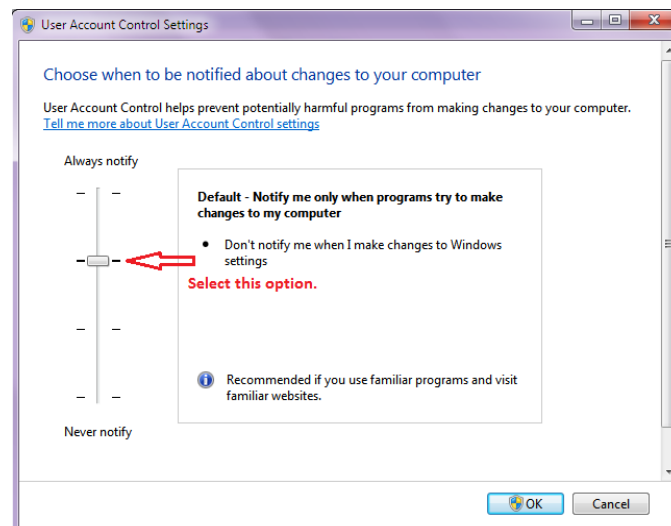 User Account Control Settings
Choose when to be notified about changes to your computer
User Account Control helps prevent potentially harmful programs from making changes to your computer.
Tell me more about User Account Control settings
Always notify
Default - Notify me only when programs try to make
changes to my computer
• Don't notify me when I make changes to Windows
settings
Select this option.
Recommended if you use familiar programs and visit
familiar websites.
Never notify
OK Cancel